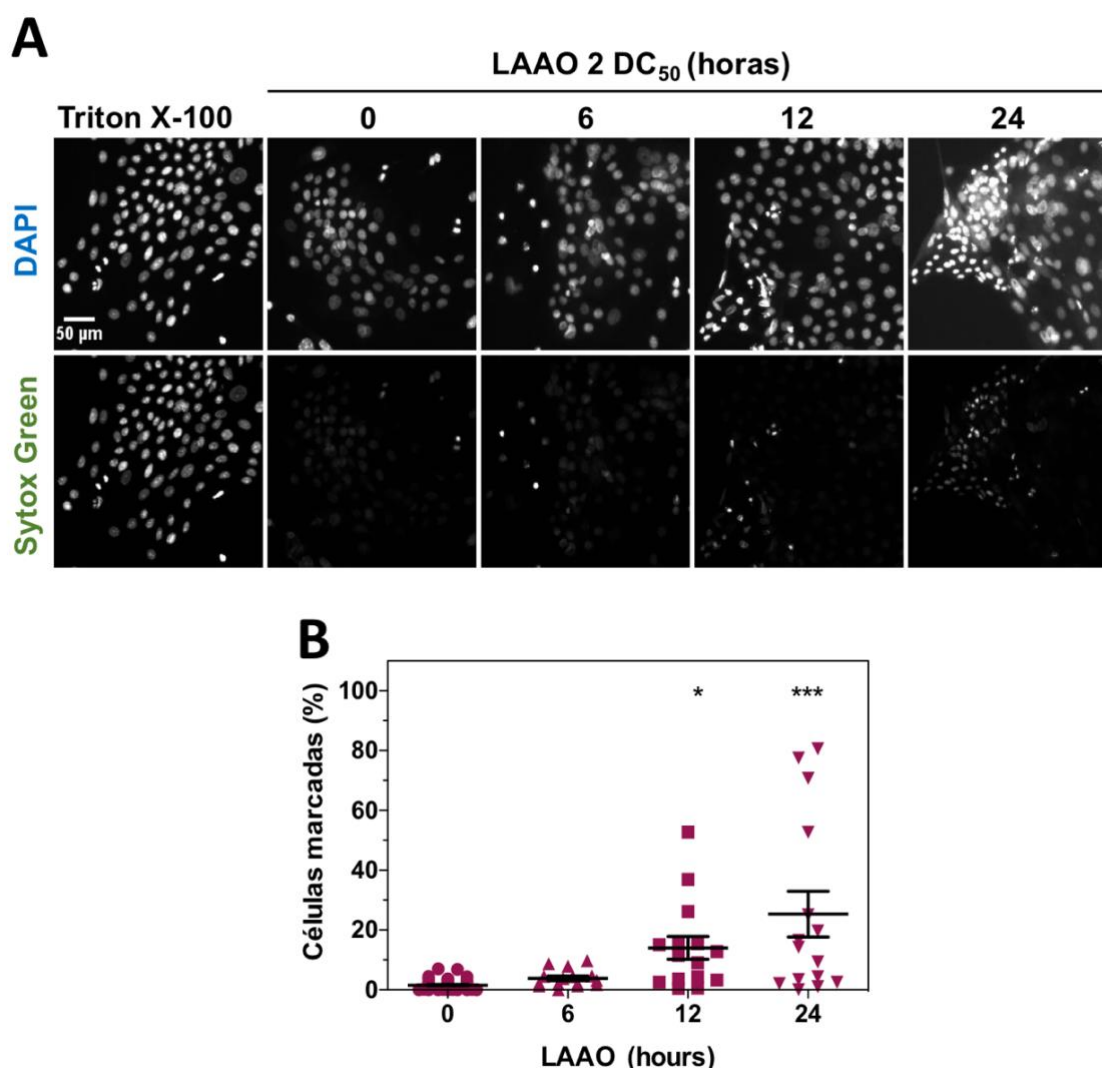 A
LAAO 2 DC₅₀ (horas)
Triton X-100 0 6 12 24
DAPI
50 µm
Sytox Green
B
Células marcadas (%)
* ***
100
80
60
40
20
0
0 6 12 24
LAAO (hours)